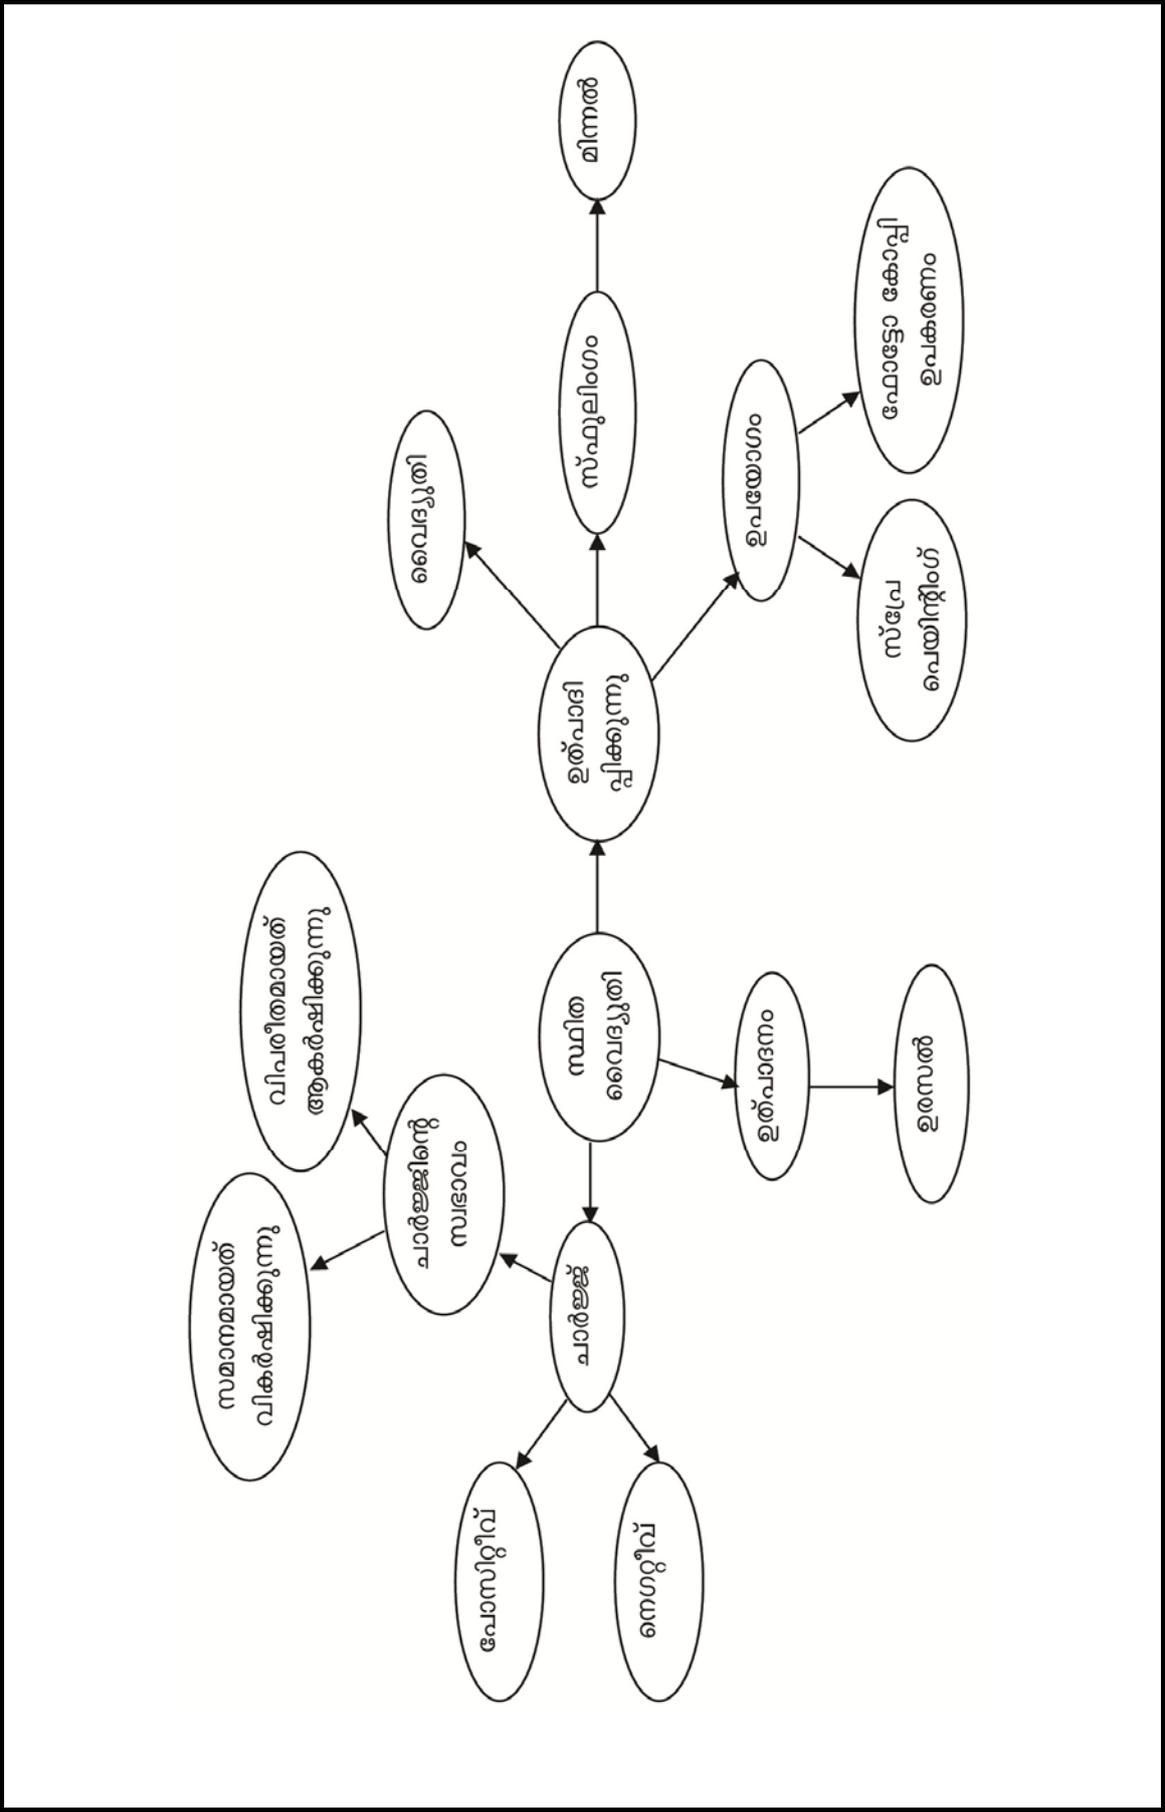 മിന്നൽ
സ്ഫുലിംഗം
വൈദ്യുതി
ഉപയോഗം
ഫോട്ടോ കോപ്പി
ഉപകരണം
സ്പ്രേ
പെയിന്റിംഗ്
ഉത്പാദി
പ്പിക്കുന്നു
സ്ഥിത
വൈദ്യുതി
ഉത്പാദനം
ഉരസൽ
ചാർജ്ജ്
ചാർജ്ജിന്റെ
സ്വഭാവം
വിപരീതമായത്
ആകർഷിക്കുന്നു
സമാനമായത്
വികർഷിക്കുന്നു
പോസിറ്റീവ്
നെഗറ്റീവ്